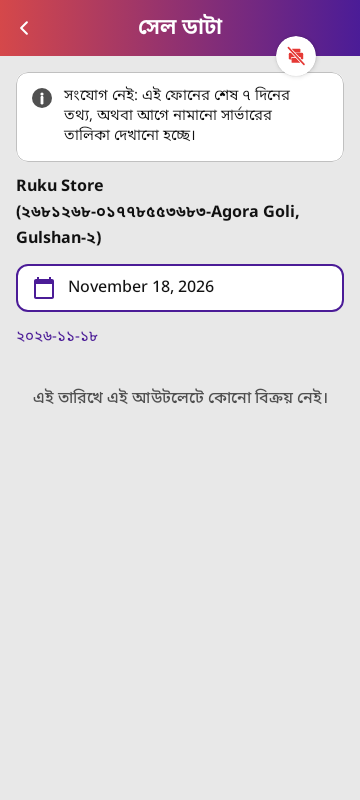 সেল ডাটা
সংযোগ নেই: এই ফোনের শেষ ৭ দিনের
তথ্য, অথবা আগে নামানো সার্ভারের
তালিকা দেখানো হচ্ছে।
Ruku Store
(২৬৮১২৬৮-০১৭৭৮৫৫৩৬৮৩-Agora Goli,
Gulshan-২)
November 18, 2026
২০২৬-১১-১৮
এই তারিখে এই আউটলেটে কোনো বিক্রয় নেই।